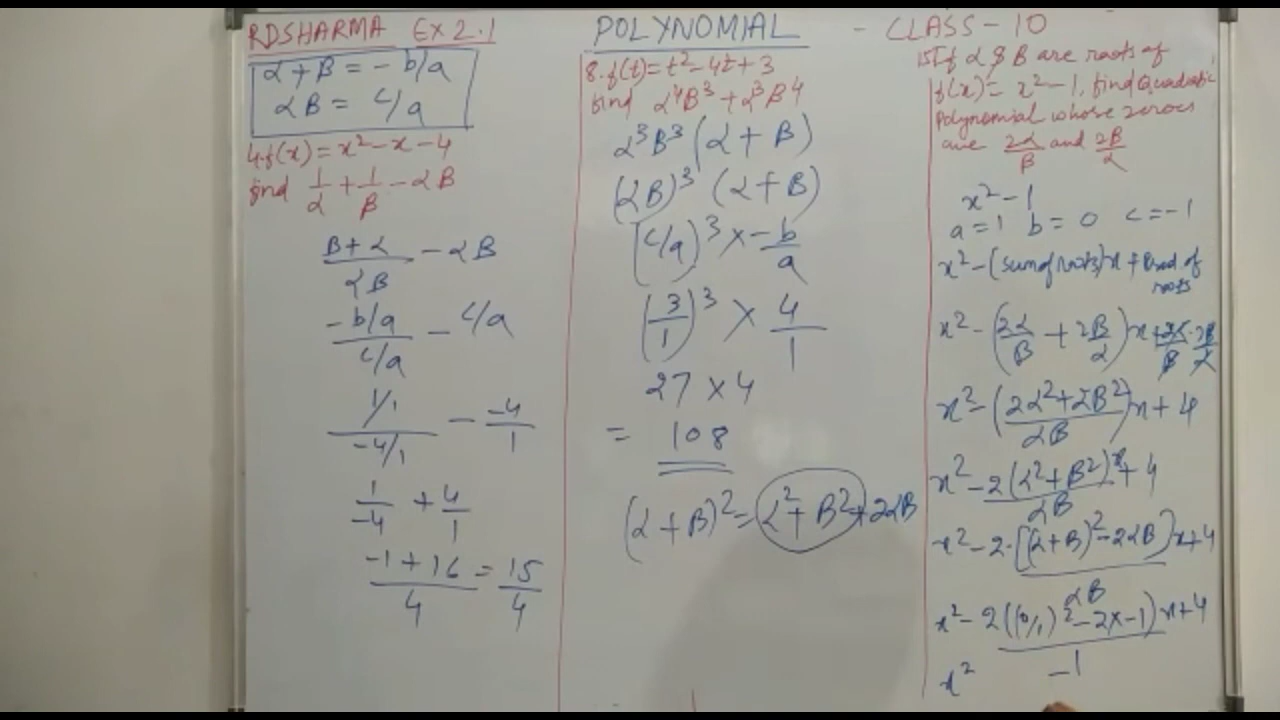 RDSHARMA EX 2.1
α + β = - b/a
αβ = c/a
4. f(x) = x² - x - 4
find 1/α + 1/β - αβ
β + α/αβ - αβ
-b/a / c/a - c/a
1/1 / -4/1 - -4/1
1/-4 + 4/1
-1 + 16/4 = 15/4
POLYNOMIAL - CLASS - 10
8. f(t) = t² - 4t + 3
find α⁴β³ + α³β⁴
α³β³ (α + β)
(αβ)³ (α + β)
(c/a)³ × -b/a
(3/1)³ × 4/1
27 × 4
= 108
(α + β)² = α² + β² + 2αβ
15 If α & β are roots of
f(x) = x² - 1, find Quadratic
Polynomial whose zeroes
are 2α/β and 2β/α
x² - 1
a = 1 b = 0 c = -1
x² - (sum of roots)x + Prod. of
roots
x² - (2α/β + 2β/α)x + 2α/β · 2β/α
x² - (2α² + 2β²/αβ)x + 4
x² - 2(α² + β²)x/αβ + 4
x² - 2·[(α + β)² - 2αβ]x/αβ + 4
x² - 2((0/1)² - 2 × -1)x/-1 + 4
x²